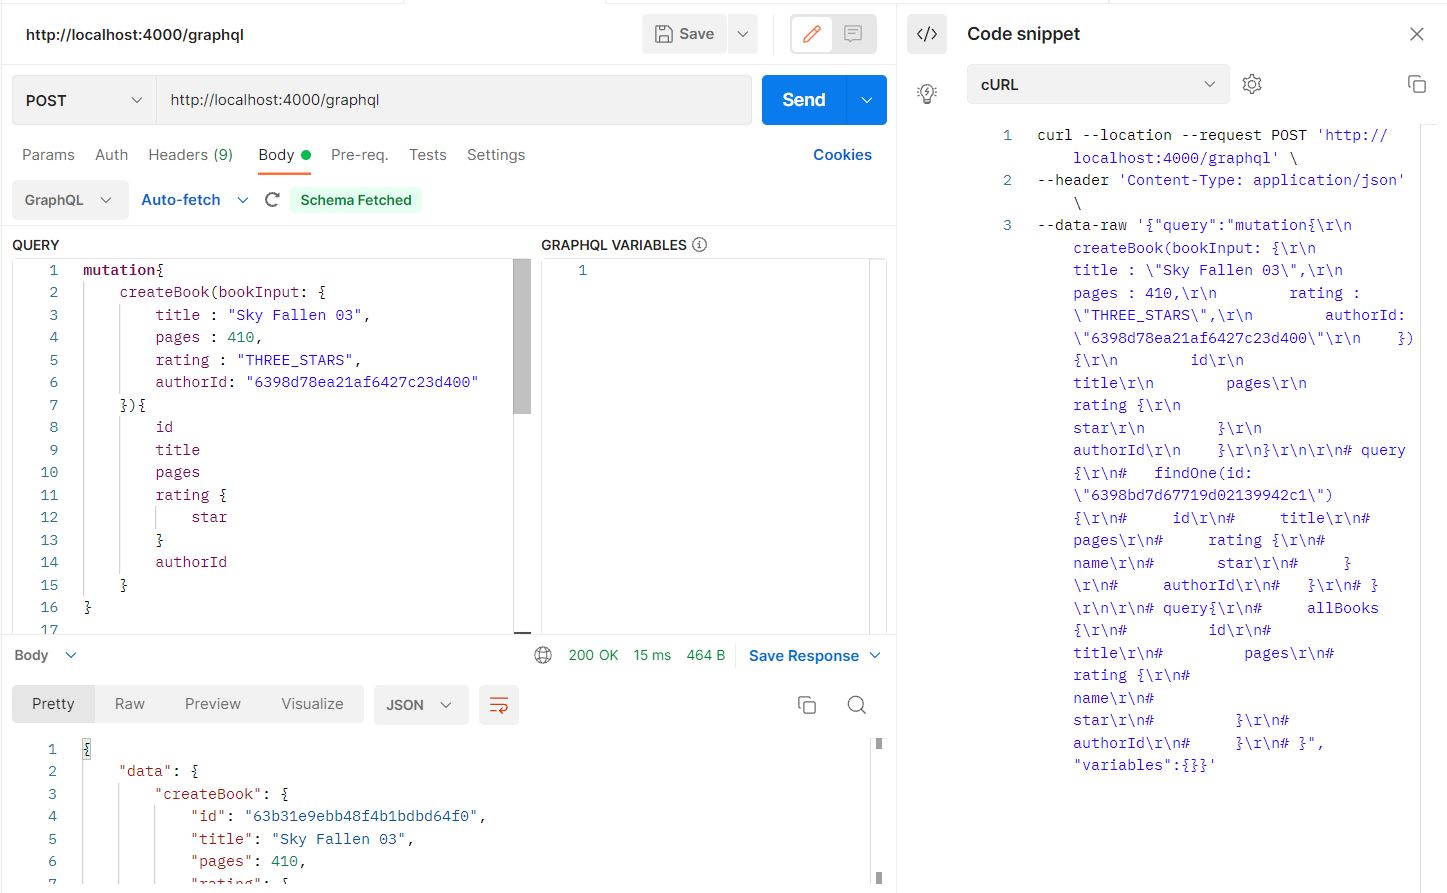 http://localhost:4000/graphql
Save
POST
http://localhost:4000/graphql
Send
Params Auth Headers (9) Body Pre-req. Tests Settings
Cookies
GraphQL Auto-fetch Schema Fetched
QUERY
1 mutation{
2 createBook(bookInput: {
3 title : "Sky Fallen 03",
4 pages : 410,
5 rating : "THREE_STARS",
6 authorId: "6398d78ea21af6427c23d400"
7 }){
8 id
9 title
10 pages
11 rating {
12 star
13 }
14 authorId
15 }
16 }
17
GRAPHQL VARIABLES
1
Body
200 OK 15 ms 464 B Save Response
Pretty Raw Preview Visualize JSON
1 {
2 "data": {
3 "createBook": {
4 "id": "63b31e9ebb48f4b1bdbd64f0",
5 "title": "Sky Fallen 03",
6 "pages": 410,
7 "rating": {
</> Code snippet
cURL
1 curl --location --request POST 'http://
localhost:4000/graphql' \
2 --header 'Content-Type: application/json'
\
3 --data-raw '{"query":"mutation{\r\n
createBook(bookInput: {\r\n
title : \"Sky Fallen 03\",\r\n
pages : 410,\r\n rating :
\"THREE_STARS\",\r\n authorId:
\"6398d78ea21af6427c23d400\"\r\n })
{\r\n id\r\n
title\r\n pages\r\n
rating {\r\n
star\r\n }\r\n
authorId\r\n }\r\n}\r\n\r\n# query
{\r\n# findOne(id:
\"6398bd7d67719d02139942c1\")
{\r\n# id\r\n# title\r\n#
pages\r\n# rating {\r\n#
name\r\n# star\r\n# }
\r\n# authorId\r\n# }\r\n# }
\r\n\r\n# query{\r\n# allBooks
{\r\n# id\r\n#
title\r\n# pages\r\n#
rating {\r\n#
name\r\n#
star\r\n# }\r\n#
authorId\r\n# }\r\n# }",
"variables":{}}'